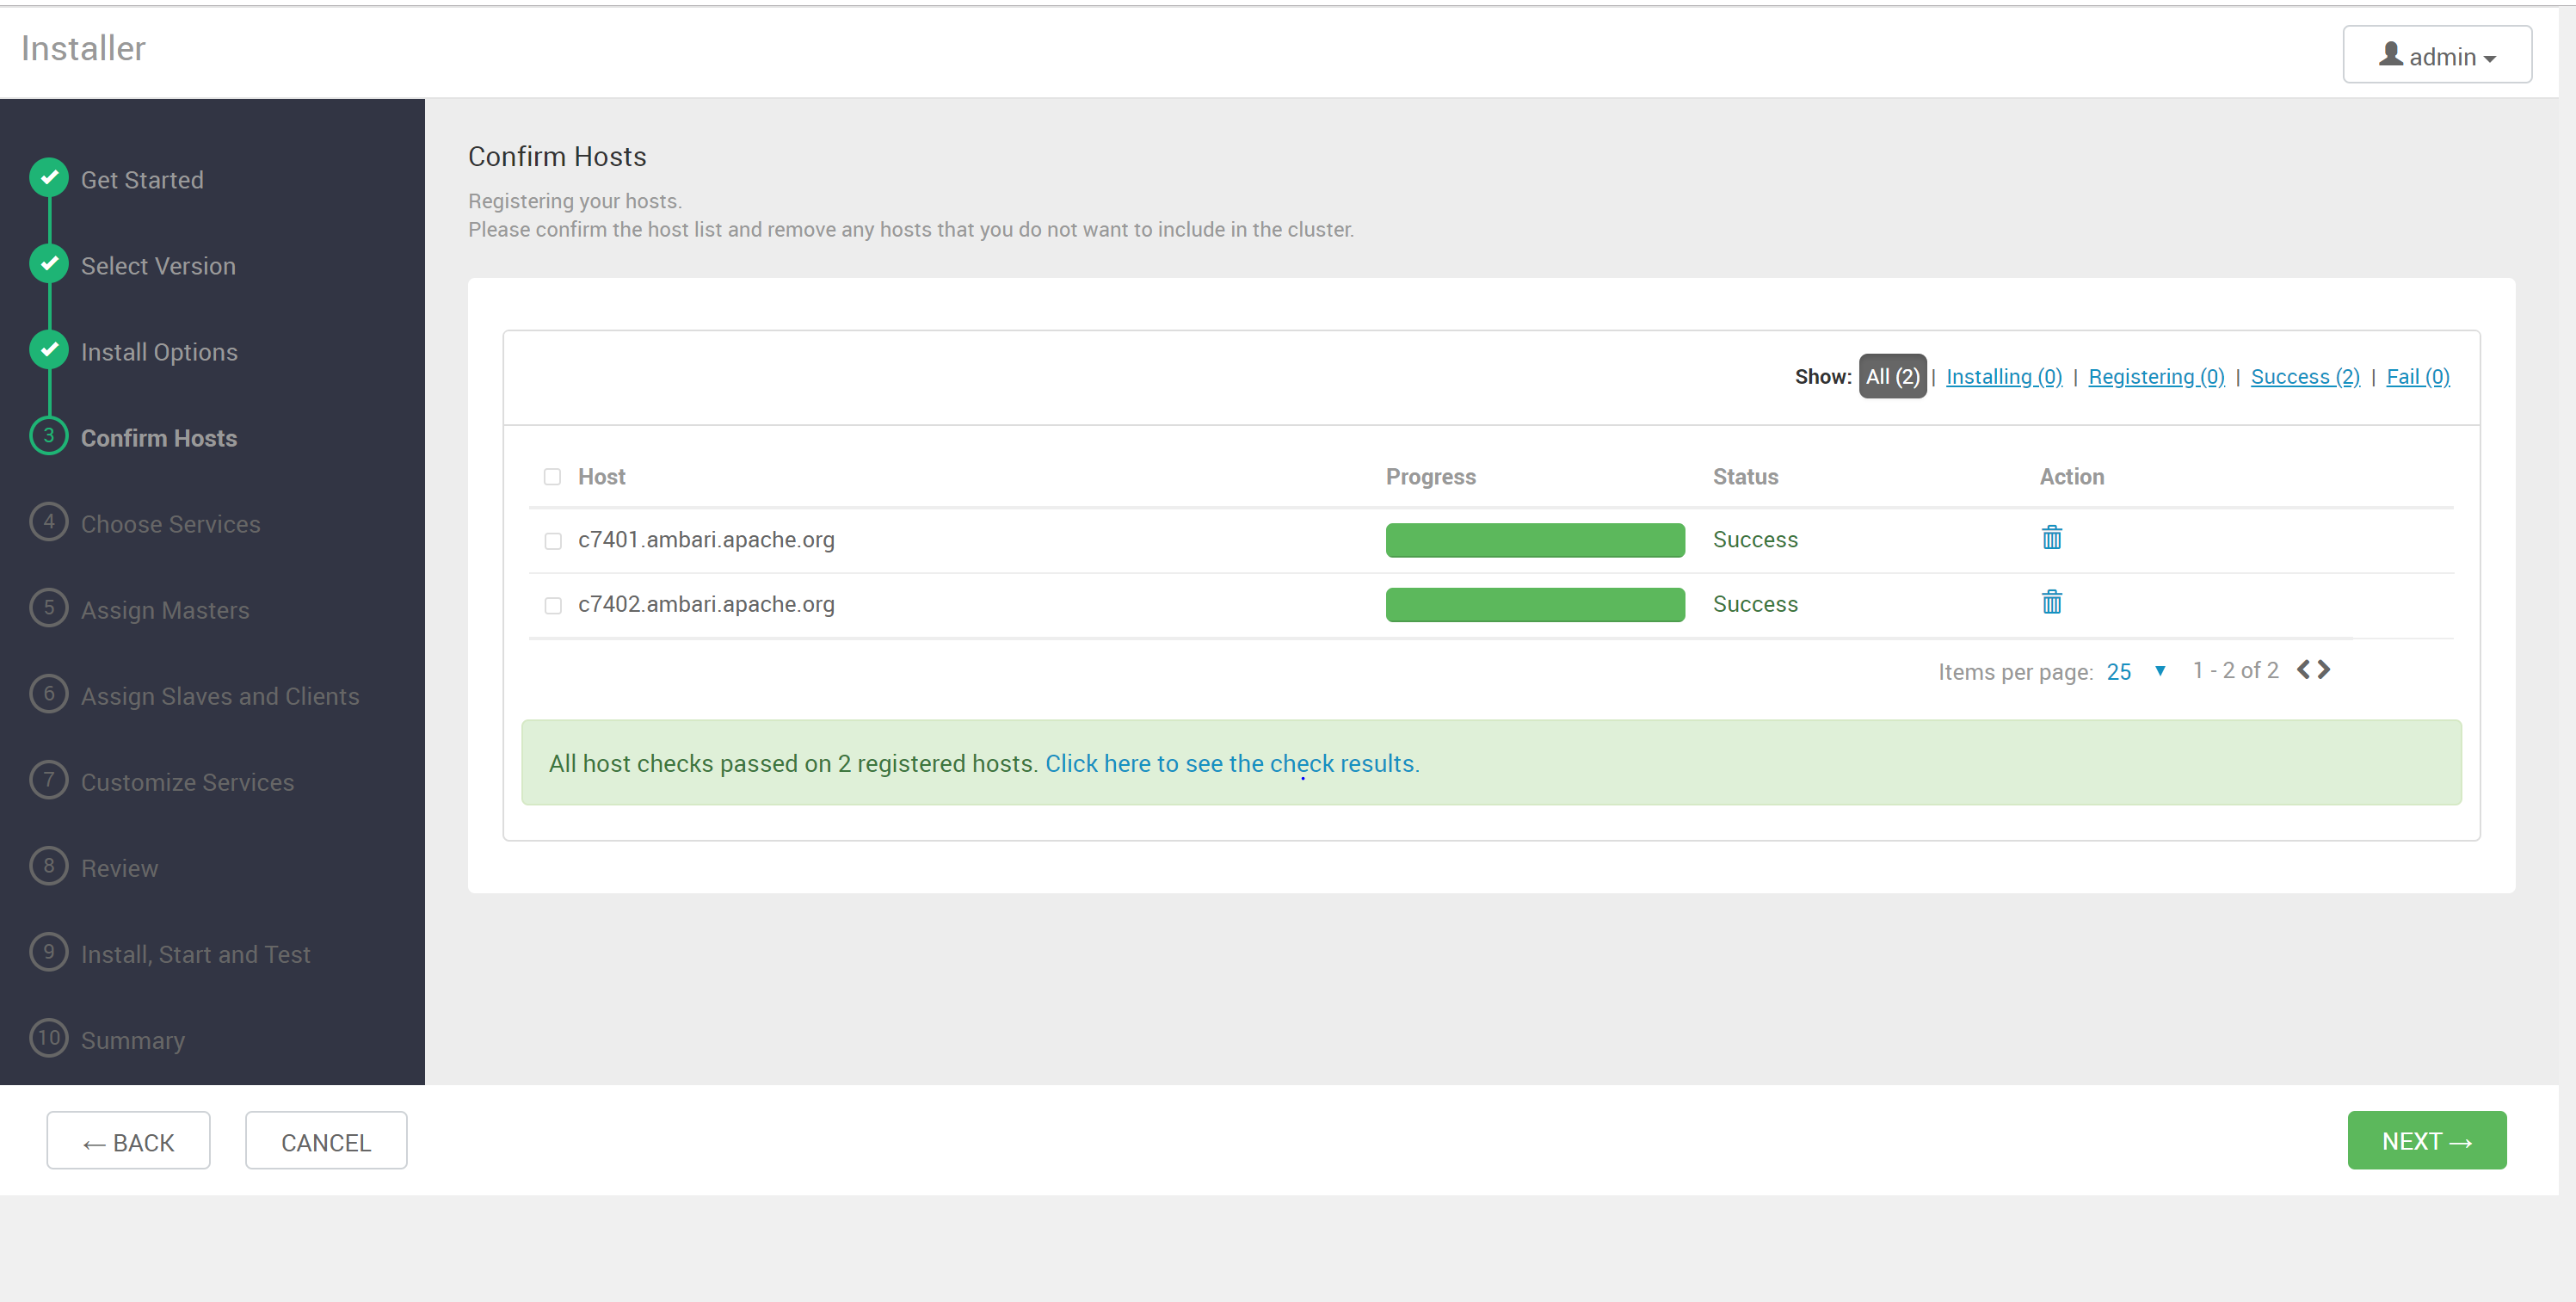 Installer
admin
Get Started
Select Version
Install Options
3 Confirm Hosts
4 Choose Services
5 Assign Masters
6 Assign Slaves and Clients
7 Customize Services
8 Review
9 Install, Start and Test
10 Summary
Confirm Hosts
Registering your hosts.
Please confirm the host list and remove any hosts that you do not want to include in the cluster.
Show: All (2) | Installing (0) | Registering (0) | Success (2) | Fail (0)
Host Progress Status Action
c7401.ambari.apache.org Success
c7402.ambari.apache.org Success
Items per page: 25 1 - 2 of 2
All host checks passed on 2 registered hosts. Click here to see the check results.
← BACK CANCEL NEXT →